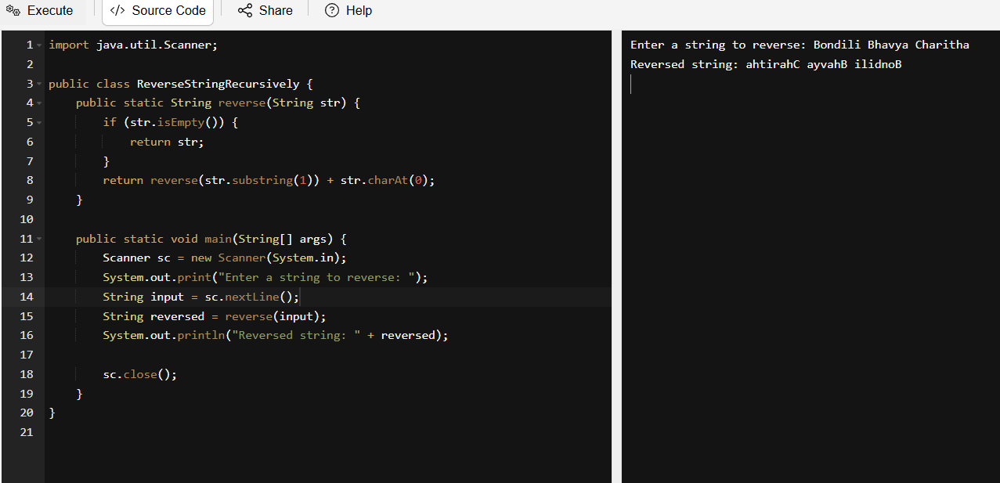 Execute </> Source Code Share Help
1 import java.util.Scanner;
2
3 public class ReverseStringRecursively {
4     public static String reverse(String str) {
5         if (str.isEmpty()) {
6             return str;
7         }
8         return reverse(str.substring(1)) + str.charAt(0);
9     }
10
11     public static void main(String[] args) {
12         Scanner sc = new Scanner(System.in);
13         System.out.print("Enter a string to reverse: ");
14         String input = sc.nextLine();
15         String reversed = reverse(input);
16         System.out.println("Reversed string: " + reversed);
17
18         sc.close();
19     }
20 }
21
Enter a string to reverse: Bondili Bhavya Charitha
Reversed string: ahtirahC ayvahB ilidnoB